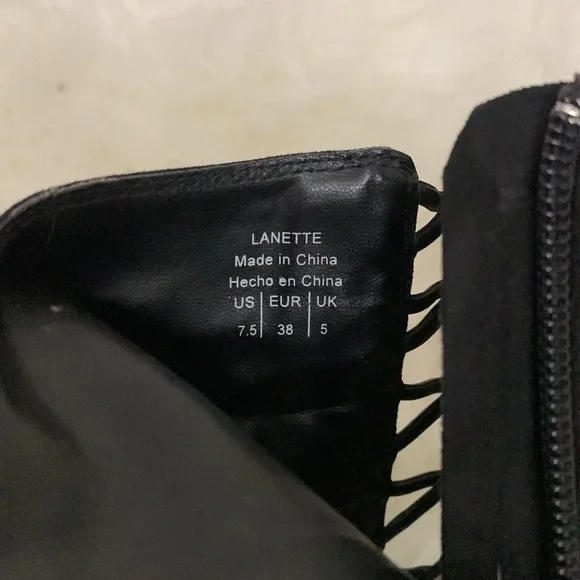 LANETTE
Made in China
Hecho en China
US | EUR | UK
7.5 | 38 | 5